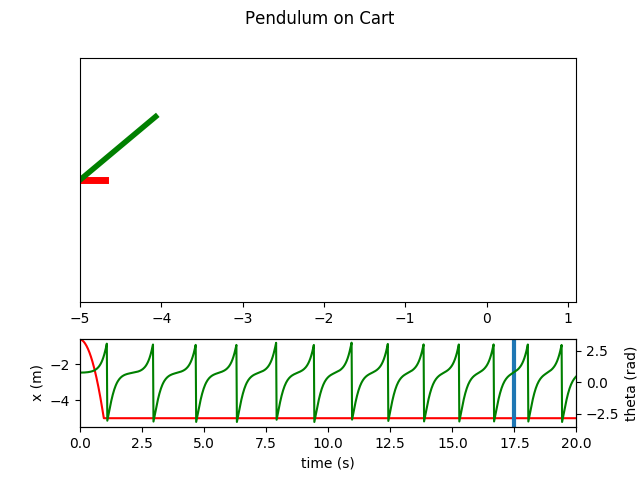 Pendulum on Cart
−5 −4 −3 −2 −1 0 1
−2
−4
x (m)
2.5
0.0
−2.5
theta (rad)
0.0 2.5 5.0 7.5 10.0 12.5 15.0 17.5 20.0
time (s)